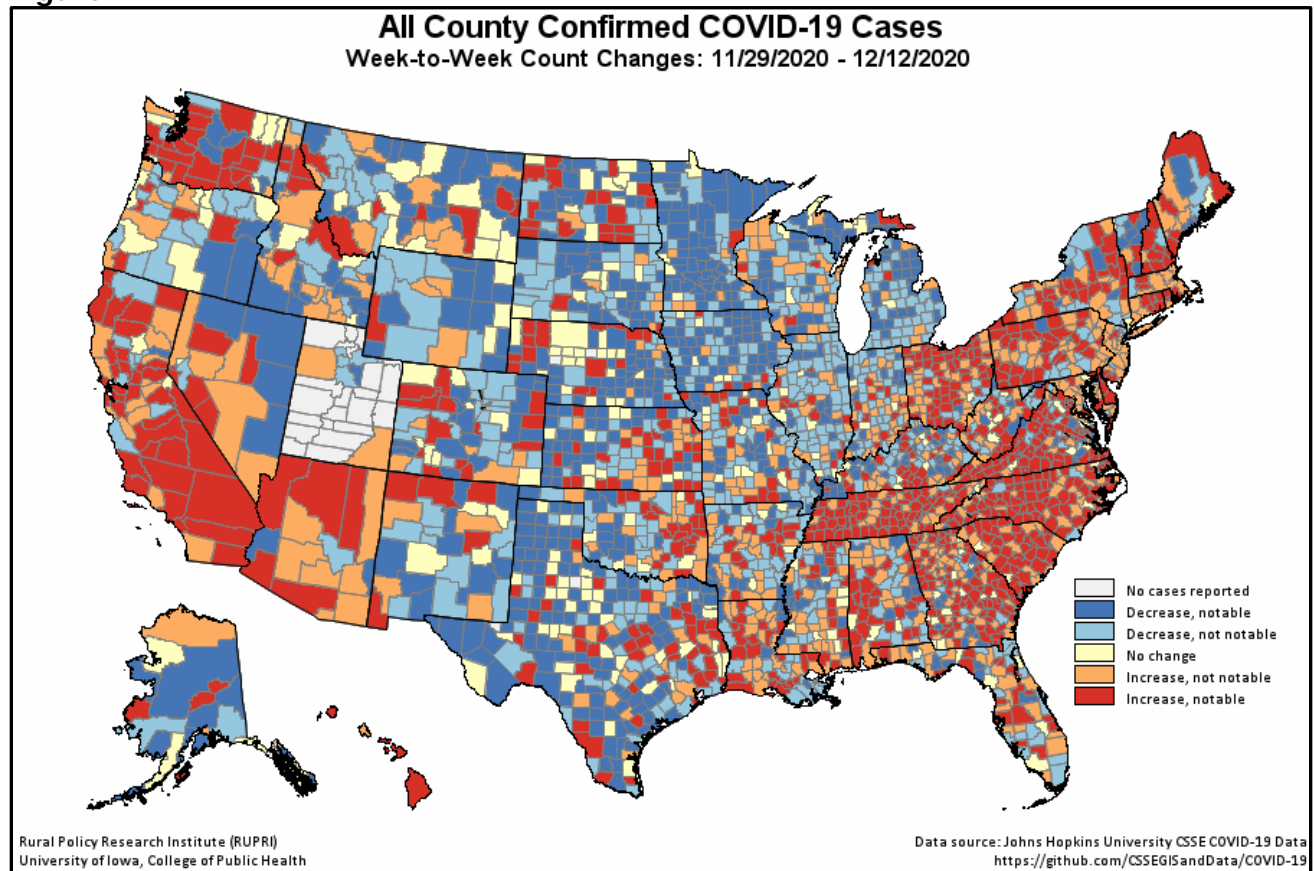 All County Confirmed COVID-19 Cases
Week-to-Week Count Changes: 11/29/2020 - 12/12/2020
No cases reported
Decrease, notable
Decrease, not notable
No change
Increase, not notable
Increase, notable
Rural Policy Research Institute (RUPRI)
University of Iowa, College of Public Health
Data source: Johns Hopkins University CSSE COVID-19 Data
https://github.com/CSSEGISandData/COVID-19